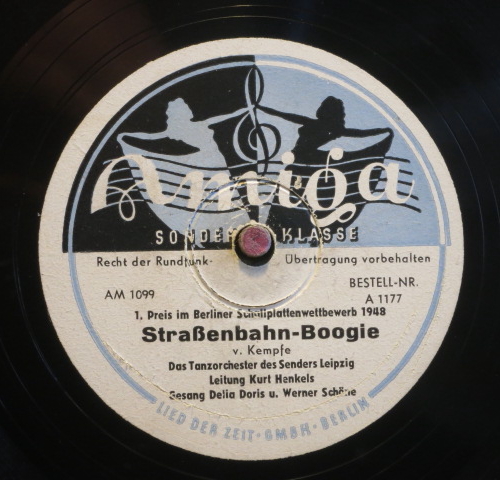 Amiga
SONDERKLASSE
Recht der Rundfunk- Übertragung vorbehalten
BESTELL-NR.
AM 1099 A 1177
1. Preis im Berliner Schallplattenwettbewerb 1948
Straßenbahn-Boogie
v. Kempfe
Das Tanzorchester des Senders Leipzig
Leitung Kurt Henkels
Gesang Delia Doris u. Werner Schöne
LIED DER ZEIT · GMBH · BERLIN